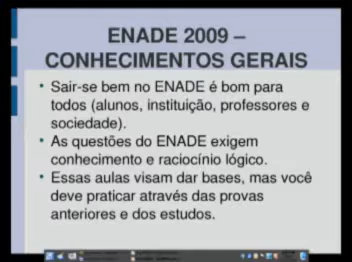 ENADE 2009 –
CONHECIMENTOS GERAIS
• Sair-se bem no ENADE é bom para
todos (alunos, instituição, professores e
sociedade).
• As questões do ENADE exigem
conhecimento e raciocínio lógico.
• Essas aulas visam dar bases, mas você
deve praticar através das provas
anteriores e dos estudos.